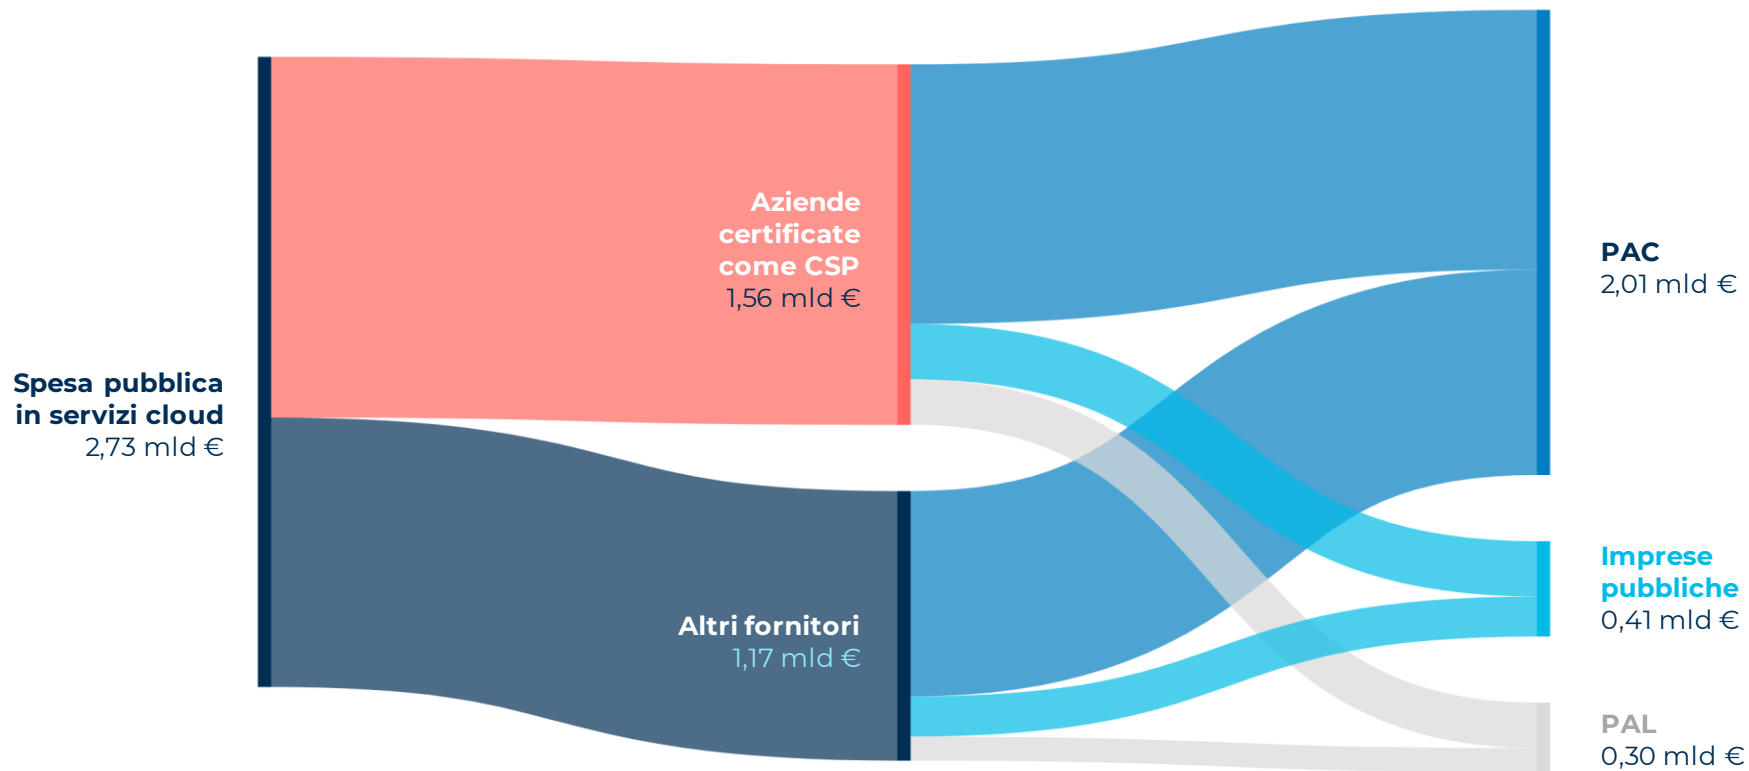 Spesa pubblica
in servizi cloud
2,73 mld €
Aziende
certificate
come CSP
1,56 mld €
Altri fornitori
1,17 mld €
PAC
2,01 mld €
Imprese
pubbliche
0,41 mld €
PAL
0,30 mld €